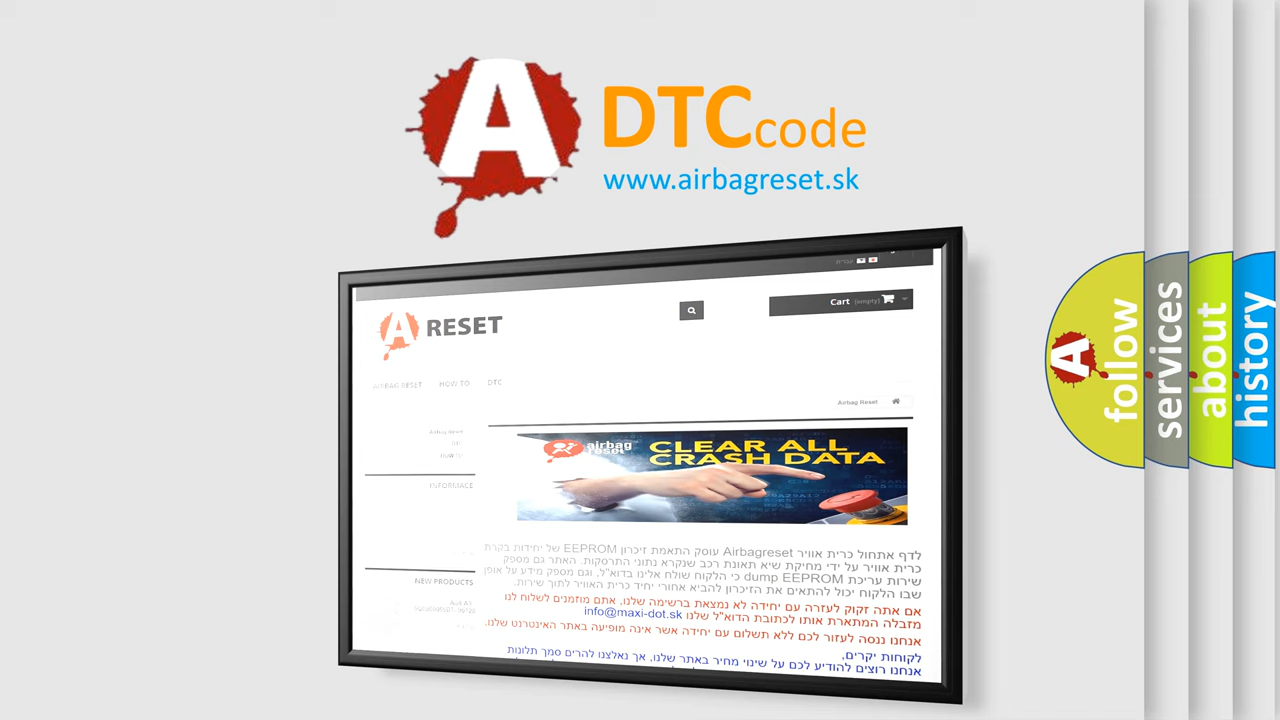 A DTCcode
www.airbagreset.sk
עברית
Cart (empty)
A RESET
AIRBAG RESET HOW TO DTC
Airbag Reset
Airbag Reset
HOW TO
INFORMACE
airbag
reset
CLEAR ALL
CRASH DATA
NEW PRODUCTS
Audi A3
לדף אתחול כרית אוויר Airbagreset עוסק התאמת זיכרון EEPROM של יחידות בקרת
כרית אוויר על ידי מחיקת שיא תאונת רכב שנקרא נתוני התרסקות. האתר גם מספק
שירות עריכת dump EEPROM כי הלקוח שולח אלינו בדוא"ל, וגם מספק מידע על אופן
שבו הלקוח יכול להתאים את הזיכרון להביא אחורי יחיד כרית האוויר לתוך שירות.
אם אתה זקוק לעזרה עם יחידה לא נמצאת ברשימה שלנו, אתם מוזמנים לשלוח לנו
מזבלה המתארת אותו לכתובת הדוא"ל שלנו info@maxi-dot.sk
אנחנו ננסה לעזור לכם ללא תשלום עם יחידה אשר אינה מופיעה באתר האינטרנט שלנו.
לקוחות יקרים,
אנחנו רוצים להודיע לכם על שינוי מחיר באתר שלנו, אך נאלצנו להרים סמך תלונות
A
follow
services
about
history